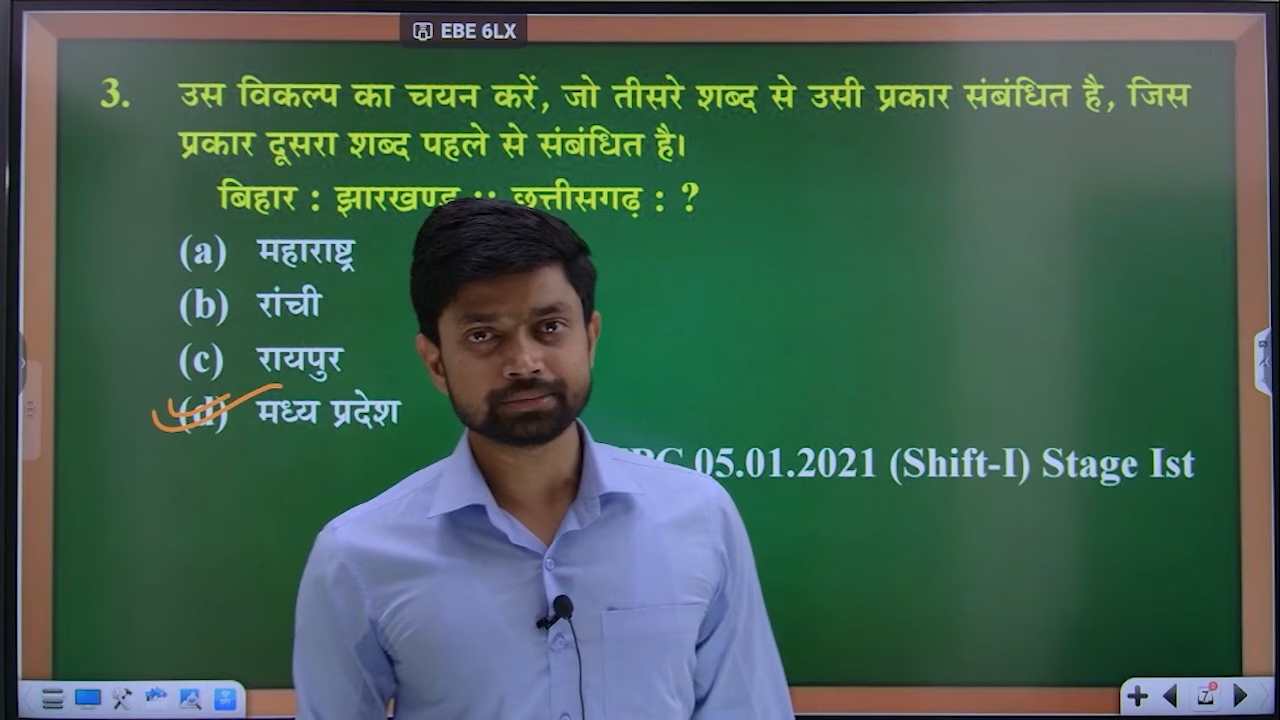 EBE 6LX
3. उस विकल्प का चयन करें, जो तीसरे शब्द से उसी प्रकार संबंधित है, जिस
प्रकार दूसरा शब्द पहले से संबंधित है।
बिहार : झारखण्ड :: छत्तीसगढ़ : ?
(a) महाराष्ट्र
(b) रांची
(c) रायपुर
(d) मध्य प्रदेश
05.01.2021 (Shift-I) Stage Ist